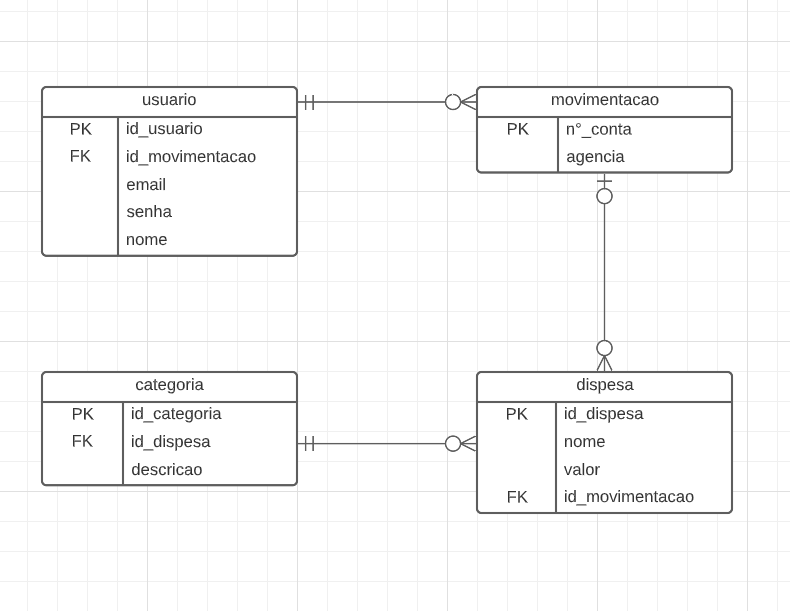 usuario
PK id_usuario
FK id_movimentacao
email
senha
nome
movimentacao
PK n°_conta
agencia
categoria
PK id_categoria
FK id_dispesa
descricao
dispesa
PK id_dispesa
nome
valor
FK id_movimentacao